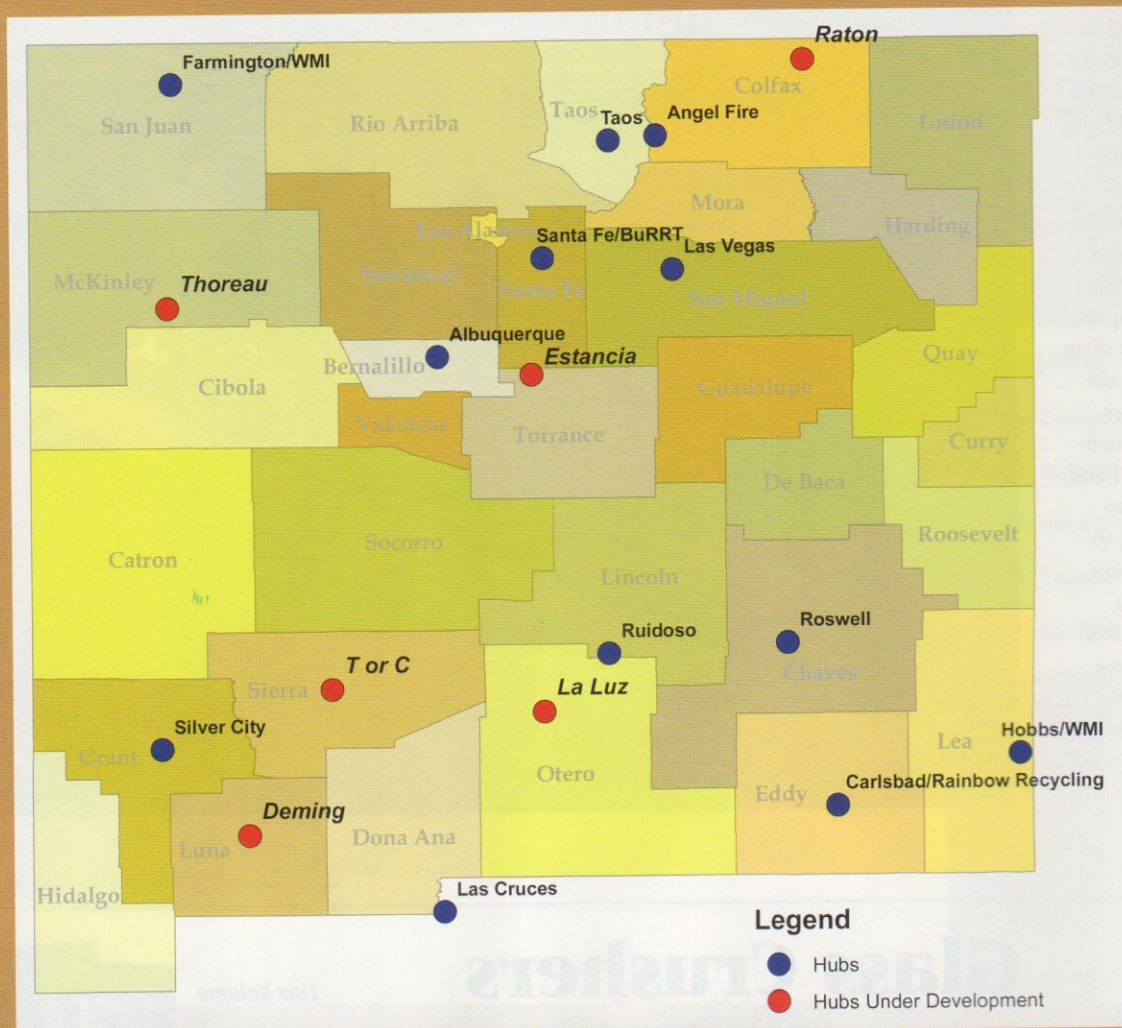 Raton
Farmington/WMI
Colfax
San Juan
Rio Arriba
Taos
Taos
Angel Fire
Union
Mora
Harding
Los Alamos
Santa Fe/BuRRT
Las Vegas
McKinley
Thoreau
Sandoval
Santa Fe
San Miguel
Albuquerque
Bernalillo
Estancia
Quay
Cibola
Guadalupe
Valencia
Torrance
Curry
De Baca
Catron
Socorro
Lincoln
Roosevelt
Ruidoso
Roswell
Chaves
T or C
Sierra
La Luz
Silver City
Grant
Hobbs/WMI
Lea
Otero
Eddy
Carlsbad/Rainbow Recycling
Deming
Luna
Dona Ana
Hidalgo
Las Cruces
Legend
Hubs
Hubs Under Development
Glass Crushers
Low Volume